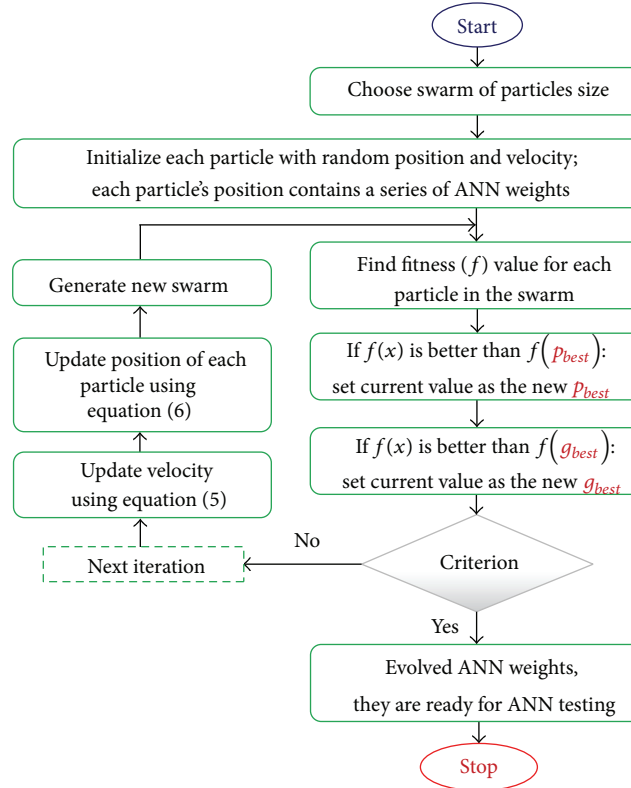 Start
Choose swarm of particles size
Initialize each particle with random position and velocity;
each particle's position contains a series of ANN weights
Find fitness (f) value for each
particle in the swarm
If f(x) is better than f(p_best):
set current value as the new p_best
If f(x) is better than f(g_best):
set current value as the new g_best
Criterion
No
Next iteration
Update velocity
using equation (5)
Update position of each
particle using
equation (6)
Generate new swarm
Yes
Evolved ANN weights,
they are ready for ANN testing
Stop